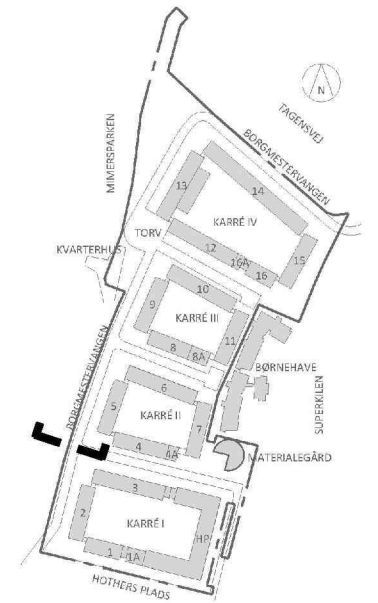 N
TAGENSVEJ
BORGMESTERVANGEN
MIMERSPARKEN
14
13
KARRÉ IV
TORV
12
15
KVARTERHUS
16A
16
10
9
KARRÉ III
11
8
8A
BØRNEHAVE
6
BORGMESTERVANGEN
SUPERKILEN
5
KARRÉ II
7
4
4A
MATERIALEGÅRD
3
2
KARRÉ I
HP
1
1A
HOTHERS PLADS